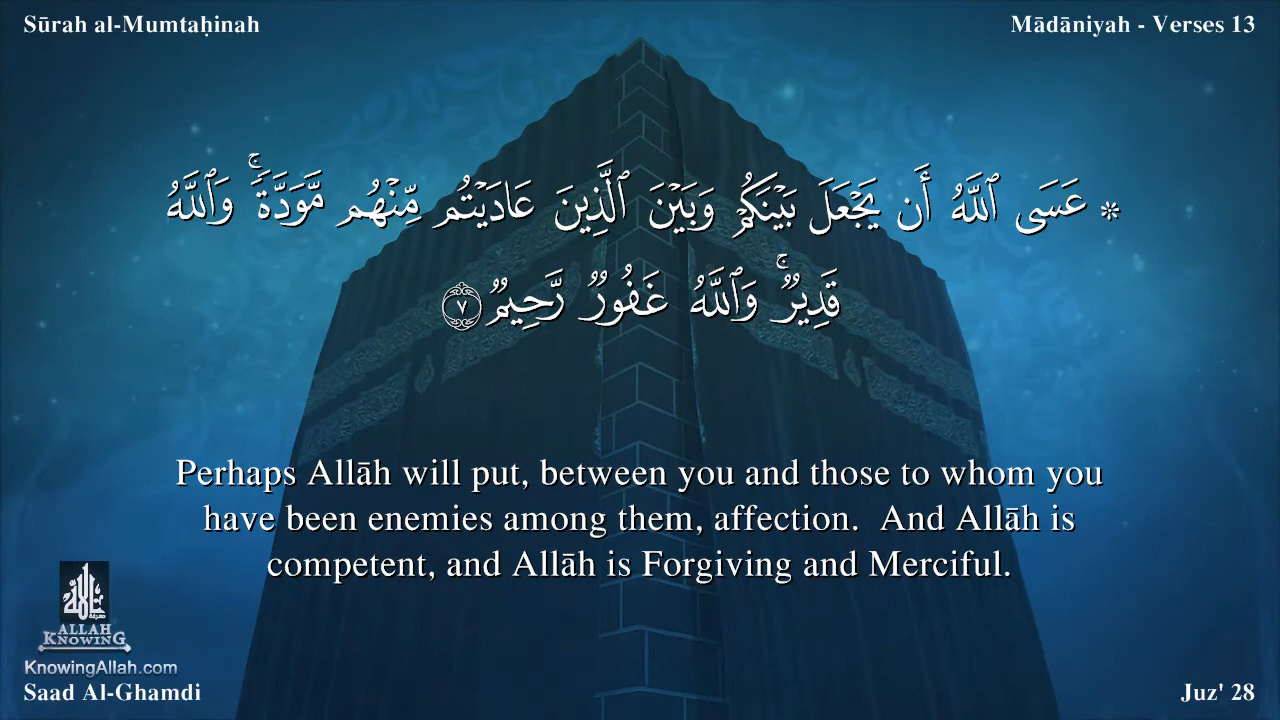 Sūrah al-Mumtaḥinah
Mādāniyah - Verses 13
۞ عَسَى ٱللَّهُ أَن يَجْعَلَ بَيْنَكُمْ وَبَيْنَ ٱلَّذِينَ عَادَيْتُم مِّنْهُم مَّوَدَّةًۚ وَٱللَّهُ
قَدِيرٌۚ وَٱللَّهُ غَفُورٌ رَّحِيمٌ ٧
Perhaps Allāh will put, between you and those to whom you
have been enemies among them, affection. And Allāh is
competent, and Allāh is Forgiving and Merciful.
ALLAH
KNOWING
KnowingAllah.com
Saad Al-Ghamdi
Juz' 28